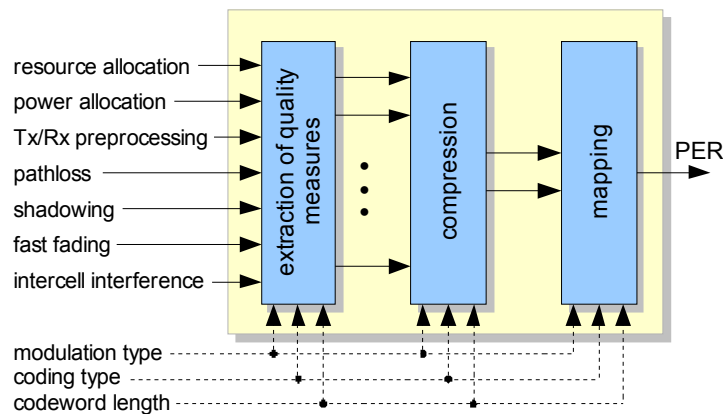 resource allocation
power allocation
Tx/Rx preprocessing
pathloss
shadowing
fast fading
intercell interference
extraction of quality
measures
compression
mapping
PER
modulation type
coding type
codeword length